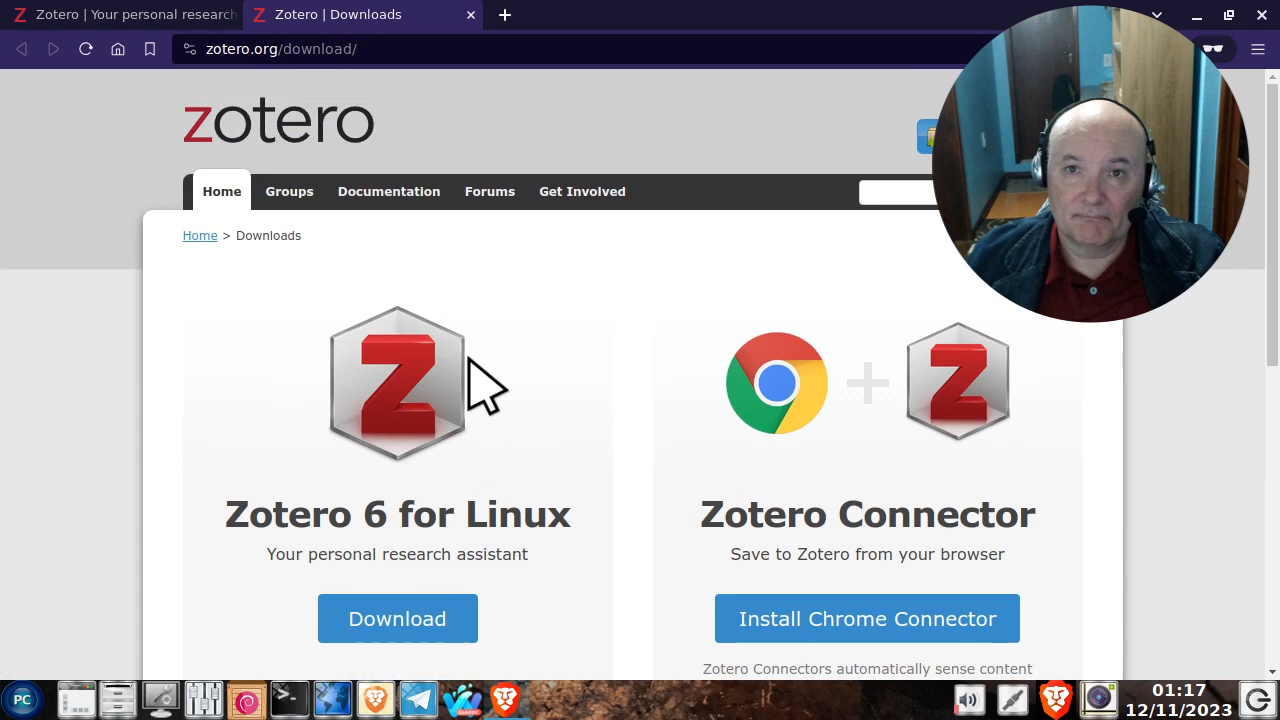 Zotero | Your personal research
Zotero | Downloads
zotero.org/download/
zotero
Home
Groups
Documentation
Forums
Get Involved
Home > Downloads
Zotero 6 for Linux
Your personal research assistant
Download
Zotero Connector
Save to Zotero from your browser
Install Chrome Connector
Zotero Connectors automatically sense content
PC
CLASSIC
01:17
12/11/2023